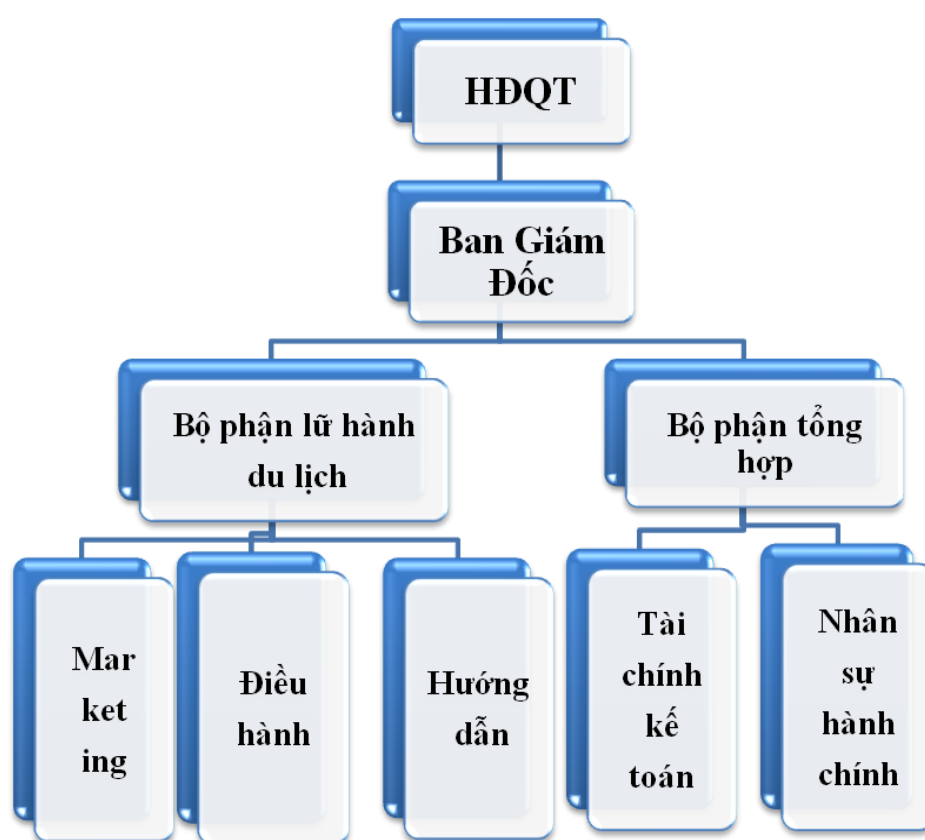 HĐQT
Ban Giám
Đốc
Bộ phận lữ hành
du lịch
Bộ phận tổng
hợp
Mar
ket
ing
Điều
hành
Hướng
dẫn
Tài
chính
kế
toán
Nhân
sự
hành
chính